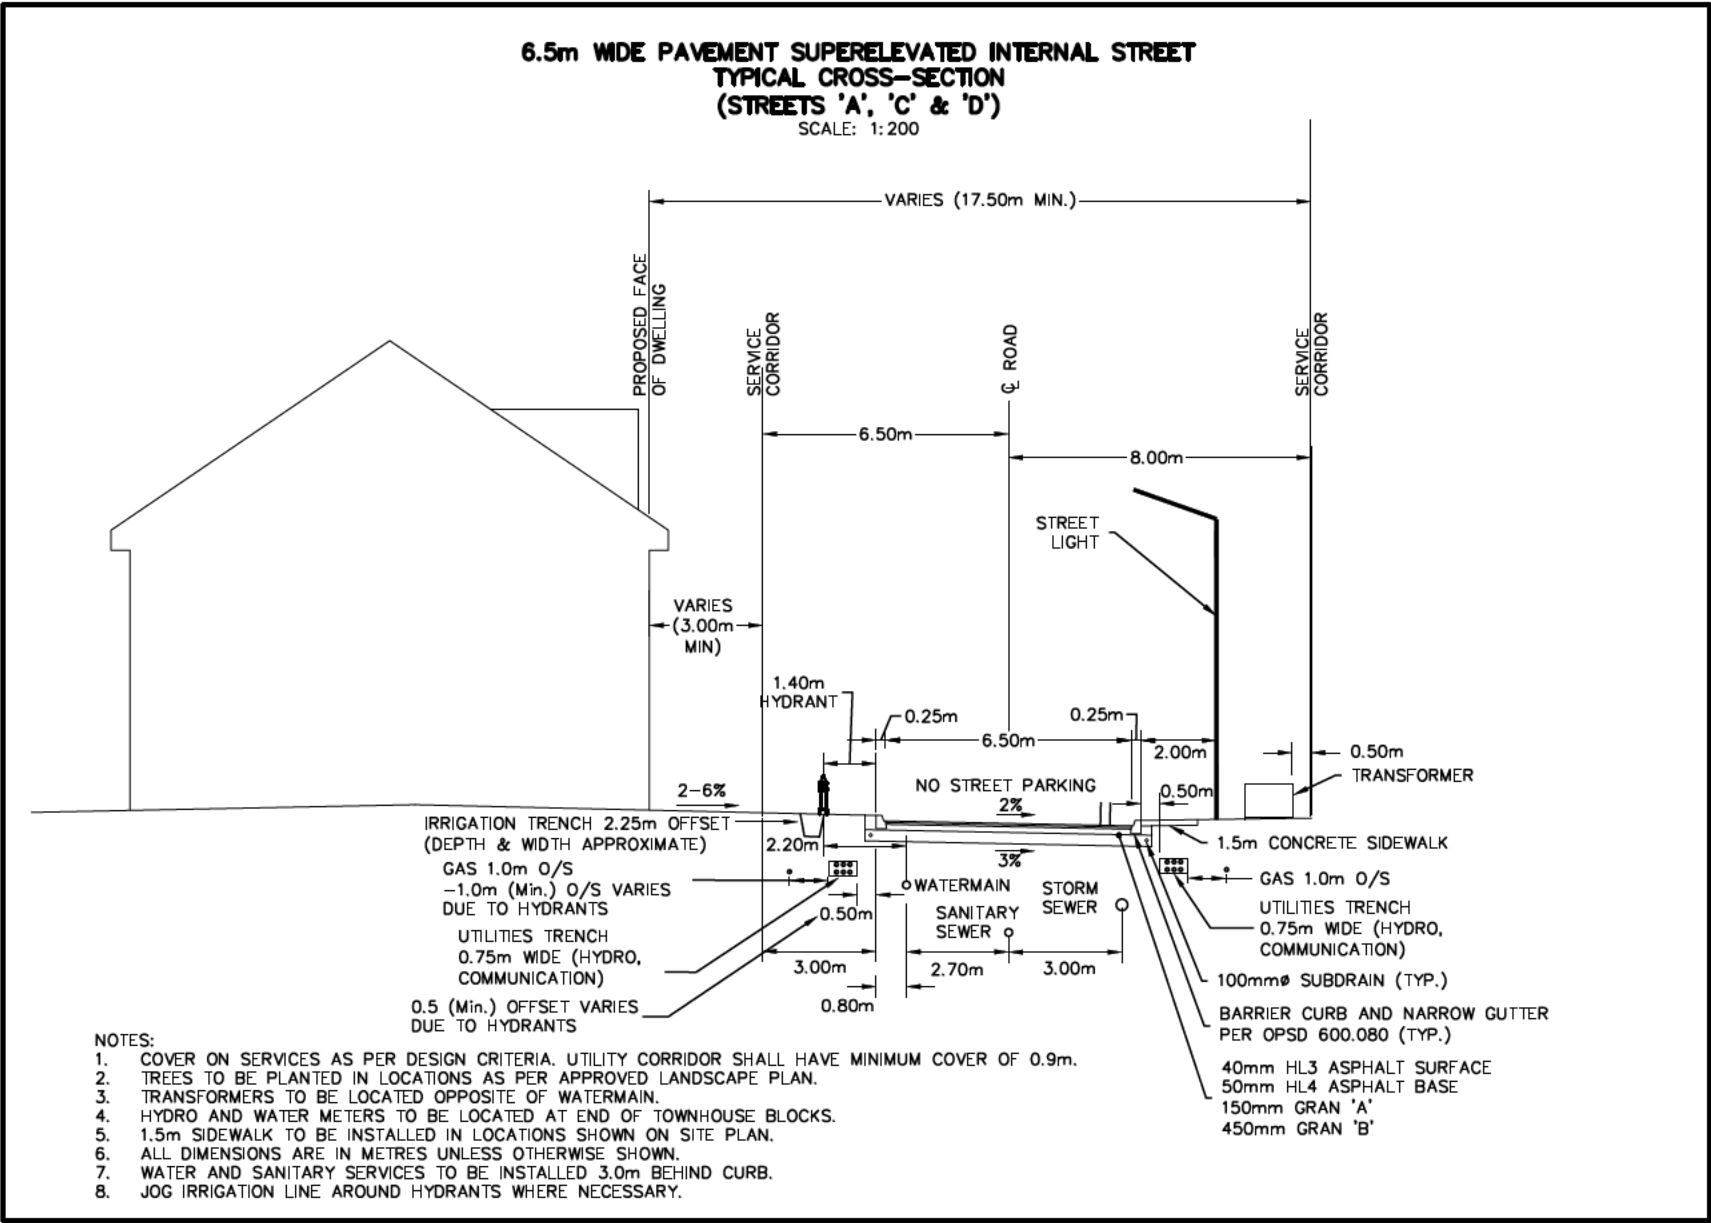 6.5m WIDE PAVEMENT SUPERELEVATED INTERNAL STREET
TYPICAL CROSS-SECTION
(STREETS 'A', 'C' & 'D')
SCALE: 1:200
VARIES (17.50m MIN.)
PROPOSED FACE
OF DWELLING
SERVICE
CORRIDOR
℄ ROAD
SERVICE
CORRIDOR
6.50m
8.00m
STREET
LIGHT
VARIES
(3.00m
MIN)
1.40m
HYDRANT
0.25m
0.25m
6.50m
2.00m
0.50m
TRANSFORMER
NO STREET PARKING
2-6%
2%
0.50m
IRRIGATION TRENCH 2.25m OFFSET
(DEPTH & WIDTH APPROXIMATE)
2.20m
3%
1.5m CONCRETE SIDEWALK
GAS 1.0m O/S
-1.0m (Min.) O/S VARIES
DUE TO HYDRANTS
WATERMAIN
STORM
SEWER
GAS 1.0m O/S
0.50m
SANITARY
SEWER
UTILITIES TRENCH
0.75m WIDE (HYDRO,
COMMUNICATION)
UTILITIES TRENCH
0.75m WIDE (HYDRO,
COMMUNICATION)
3.00m
2.70m
3.00m
100mmø SUBDRAIN (TYP.)
0.5 (Min.) OFFSET VARIES
DUE TO HYDRANTS
0.80m
BARRIER CURB AND NARROW GUTTER
PER OPSD 600.080 (TYP.)
40mm HL3 ASPHALT SURFACE
50mm HL4 ASPHALT BASE
150mm GRAN 'A'
450mm GRAN 'B'
NOTES:
1. COVER ON SERVICES AS PER DESIGN CRITERIA. UTILITY CORRIDOR SHALL HAVE MINIMUM COVER OF 0.9m.
2. TREES TO BE PLANTED IN LOCATIONS AS PER APPROVED LANDSCAPE PLAN.
3. TRANSFORMERS TO BE LOCATED OPPOSITE OF WATERMAIN.
4. HYDRO AND WATER METERS TO BE LOCATED AT END OF TOWNHOUSE BLOCKS.
5. 1.5m SIDEWALK TO BE INSTALLED IN LOCATIONS SHOWN ON SITE PLAN.
6. ALL DIMENSIONS ARE IN METRES UNLESS OTHERWISE SHOWN.
7. WATER AND SANITARY SERVICES TO BE INSTALLED 3.0m BEHIND CURB.
8. JOG IRRIGATION LINE AROUND HYDRANTS WHERE NECESSARY.